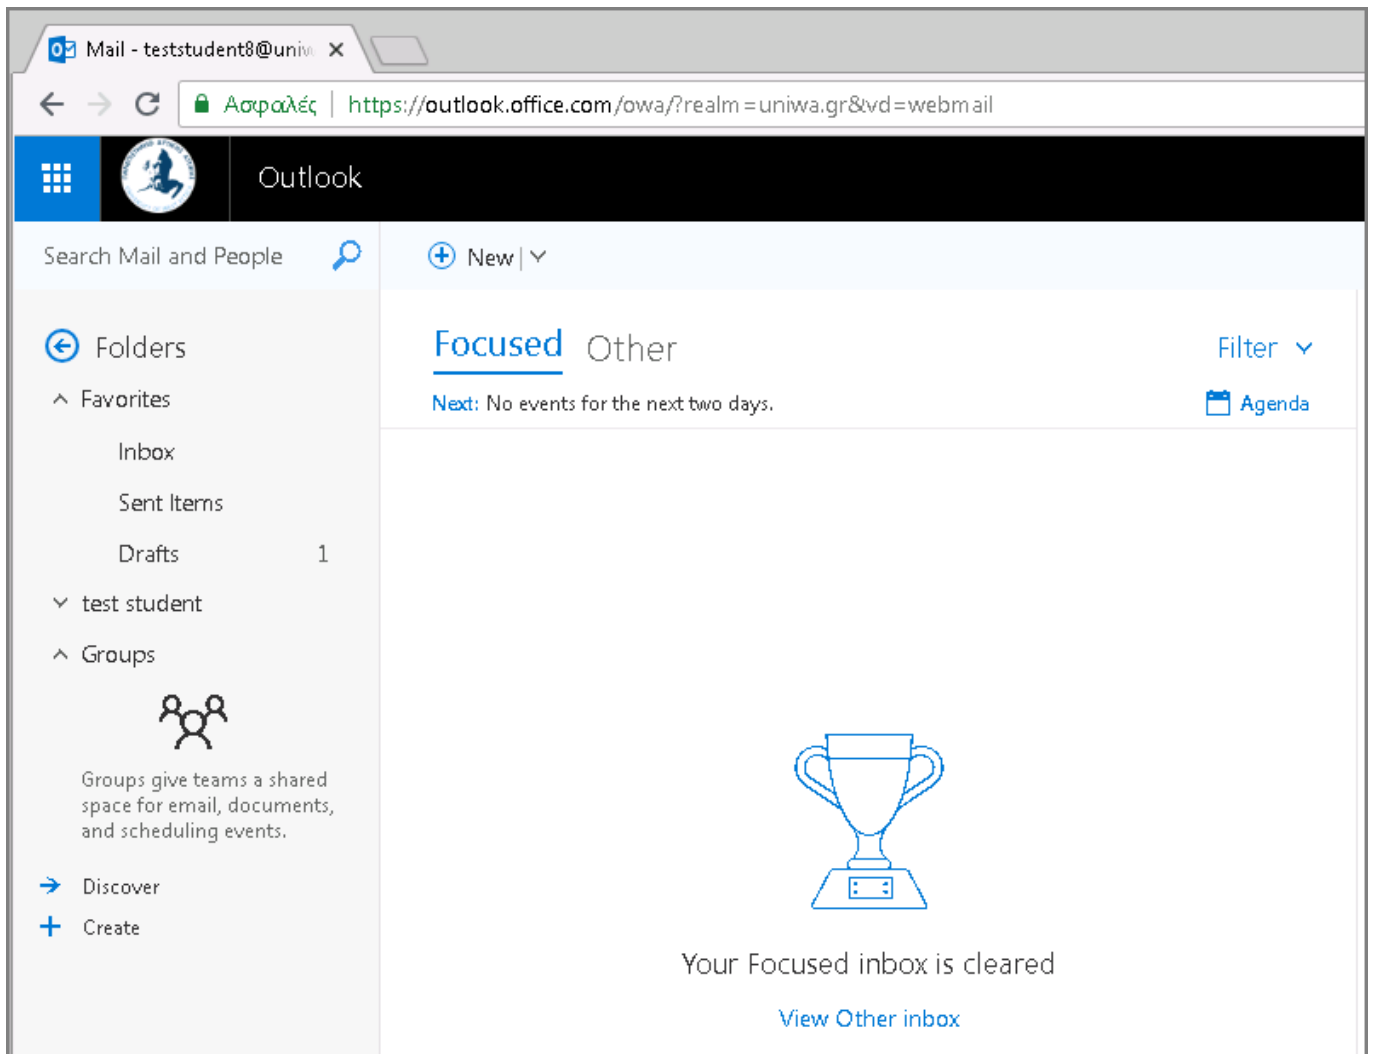 Mail - teststudent8@uniw
Ασφαλές | https://outlook.office.com/owa/?realm=uniwa.gr&vd=webmail
Outlook
Search Mail and People
New
Folders
Focused Other
Filter
Favorites
Next: No events for the next two days.
Agenda
Inbox
Sent Items
Drafts 1
test student
Groups
Groups give teams a shared
space for email, documents,
and scheduling events.
Discover
Create
Your Focused inbox is cleared
View Other inbox